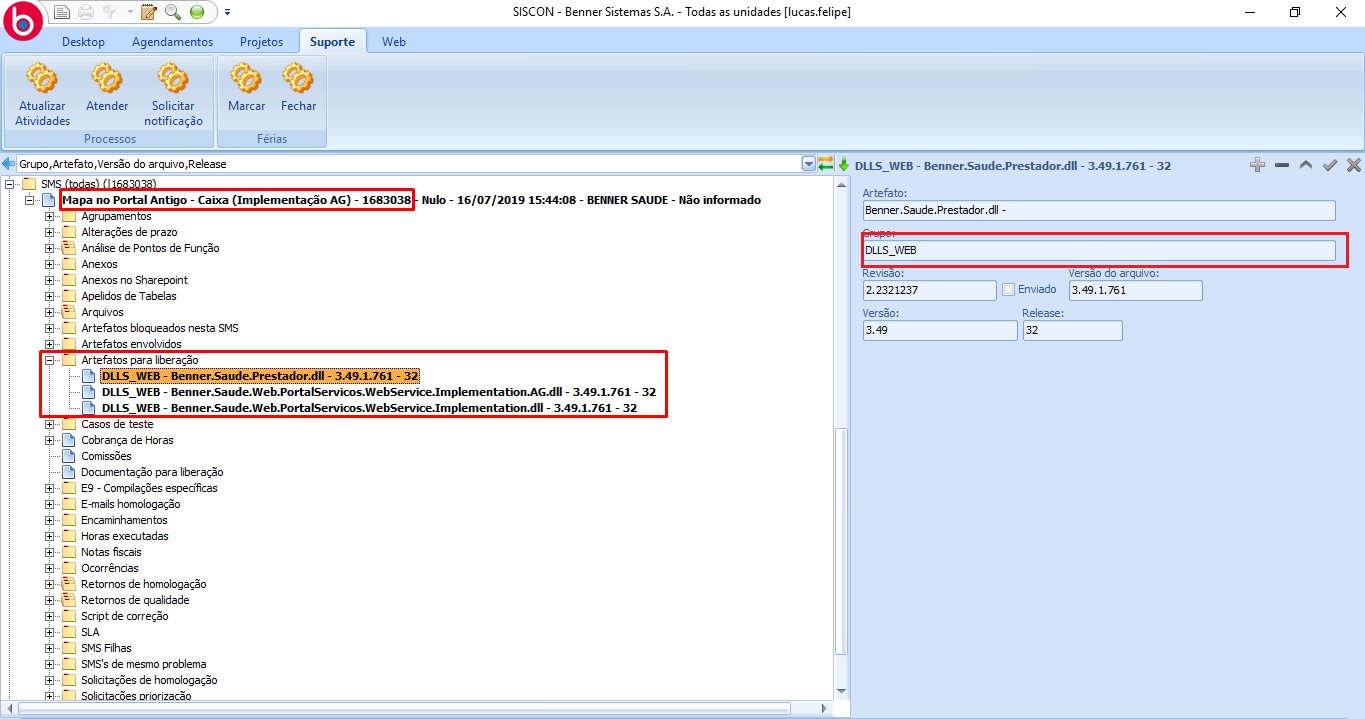 SISCON - Benner Sistemas S.A. - Todas as unidades [lucas.felipe]
b
Desktop Agendamentos Projetos Suporte Web
Atualizar Atender Solicitar Marcar Fechar
Atividades notificação
Processos Férias
Grupo,Artefato,Versão do arquivo,Release
SMS (todas) (|1683038)
Mapa no Portal Antigo - Caixa (Implementação AG) - 1683038 - Nulo - 16/07/2019 15:44:08 - BENNER SAUDE - Não informado
Agrupamentos
Alterações de prazo
Análise de Pontos de Função
Anexos
Anexos no Sharepoint
Apelidos de Tabelas
Arquivos
Artefatos bloqueados nesta SMS
Artefatos envolvidos
Artefatos para liberação
DLLS_WEB - Benner.Saude.Prestador.dll - 3.49.1.761 - 32
DLLS_WEB - Benner.Saude.Web.PortalServicos.WebService.Implementation.AG.dll - 3.49.1.761 - 32
DLLS_WEB - Benner.Saude.Web.PortalServicos.WebService.Implementation.dll - 3.49.1.761 - 32
Casos de teste
Cobrança de Horas
Comissões
Documentação para liberação
E9 - Compilações específicas
E-mails homologação
Encaminhamentos
Horas executadas
Notas fiscais
Ocorrências
Retornos de homologação
Retornos de qualidade
Script de correção
SLA
SMS Filhas
SMS's de mesmo problema
Solicitações de homologação
Solicitações priorização
DLLS_WEB - Benner.Saude.Prestador.dll - 3.49.1.761 - 32
Artefato:
Benner.Saude.Prestador.dll -
Grupo:
DLLS_WEB
Revisão: Versão do arquivo:
2.2321237 Enviado 3.49.1.761
Versão: Release:
3.49 32